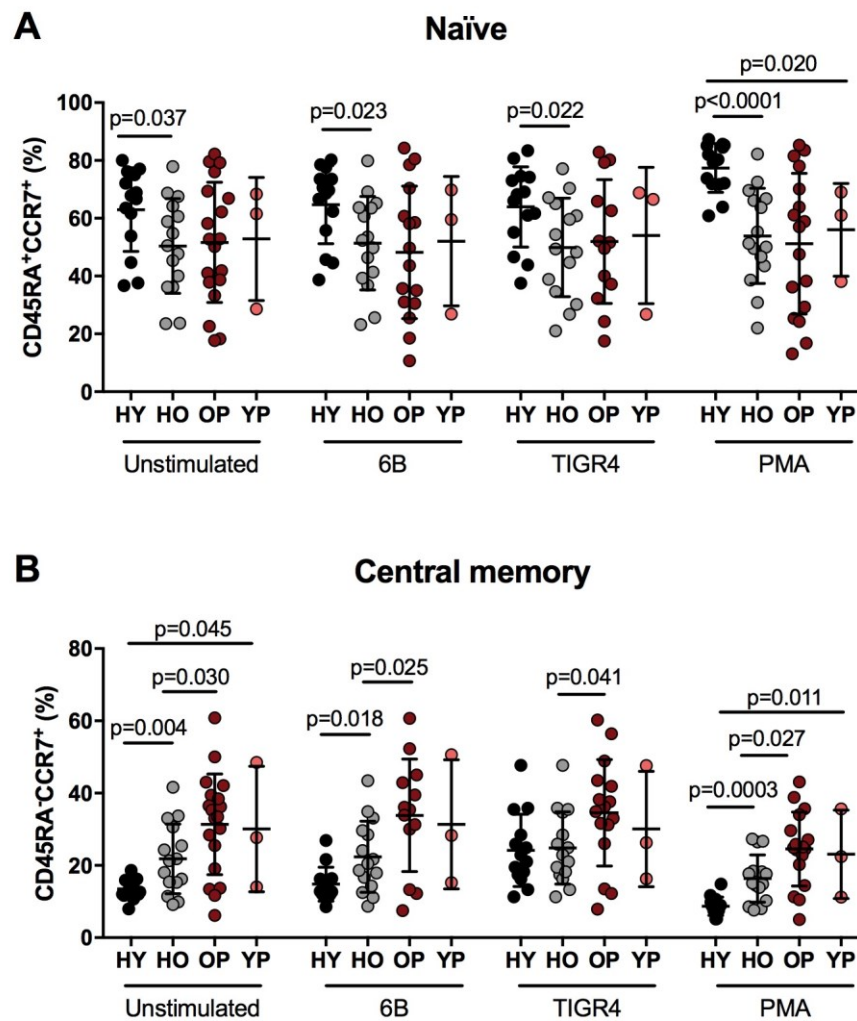 A
Naïve
p=0.020
p<0.0001
p=0.037
p=0.023
p=0.022
CD45RA⁺CCR7⁺ (%)
100
80
60
40
20
0
HY HO OP YP HY HO OP YP HY HO OP YP HY HO OP YP
Unstimulated 6B TIGR4 PMA
B
Central memory
p=0.045
p=0.030
p=0.004
p=0.025
p=0.018
p=0.041
p=0.011
p=0.027
p=0.0003
CD45RA⁻CCR7⁺ (%)
80
60
40
20
0
HY HO OP YP HY HO OP YP HY HO OP YP HY HO OP YP
Unstimulated 6B TIGR4 PMA